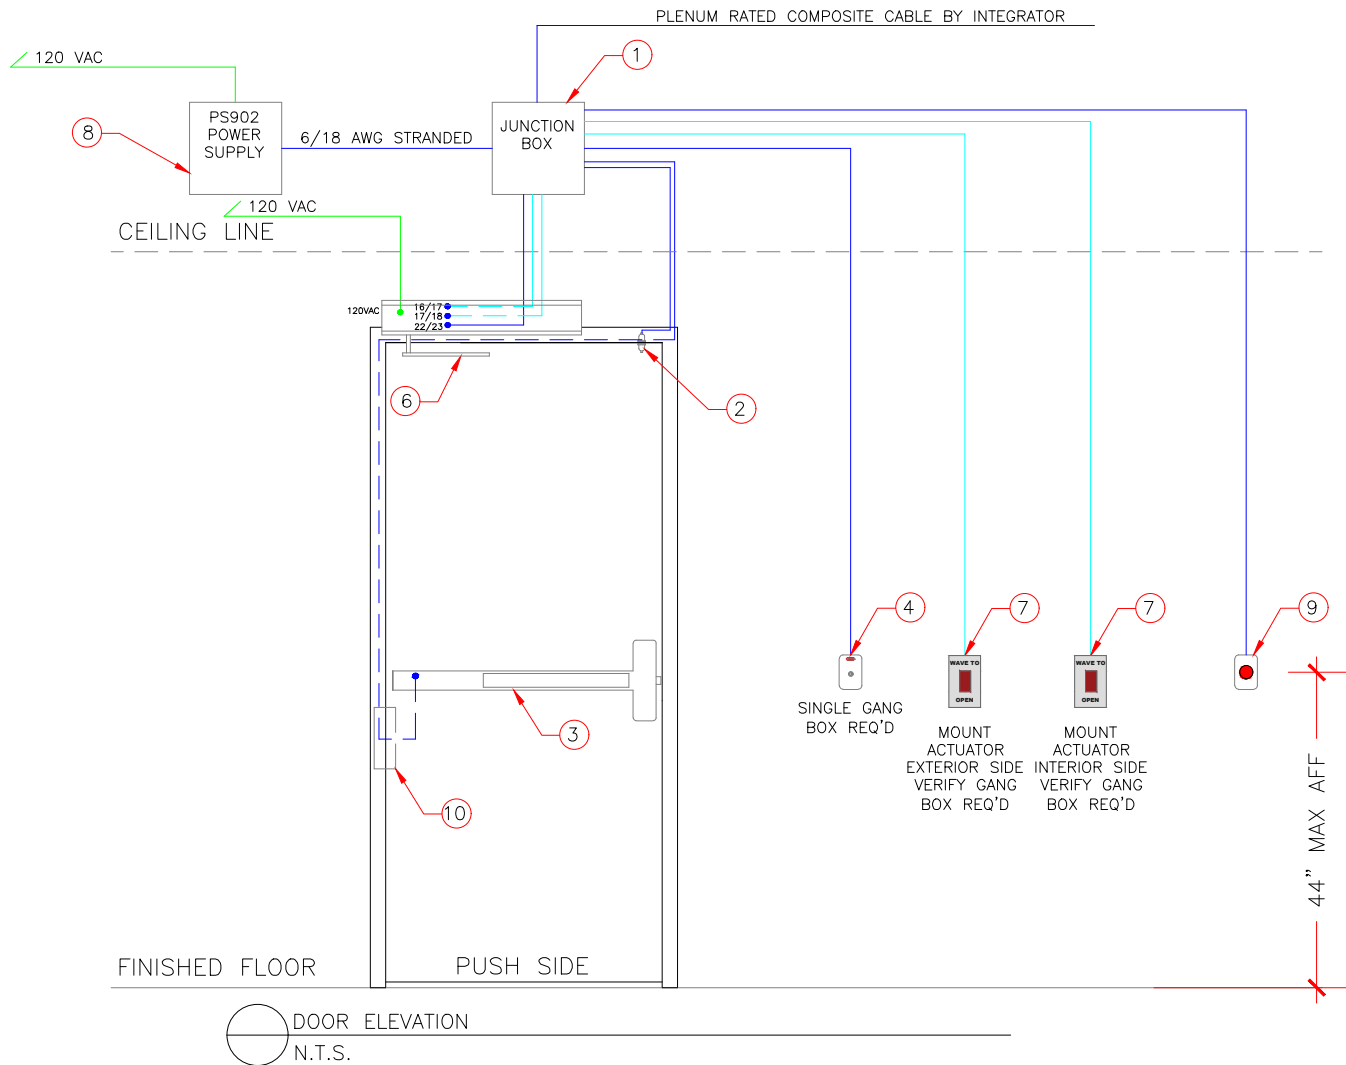 PLENUM RATED COMPOSITE CABLE BY INTEGRATOR
120 VAC
1
PS902
POWER
SUPPLY
8
6/18 AWG STRANDED
JUNCTION
BOX
120 VAC
CEILING LINE
120VAC
16/17
17/18
22/23
6
2
4
7
7
9
WAVE TO
OPEN
WAVE TO
OPEN
SINGLE GANG
BOX REQ'D
3
MOUNT
ACTUATOR
EXTERIOR SIDE
VERIFY GANG
BOX REQ'D
MOUNT
ACTUATOR
INTERIOR SIDE
VERIFY GANG
BOX REQ'D
10
44" MAX AFF
FINISHED FLOOR
PUSH SIDE
DOOR ELEVATION
N.T.S.